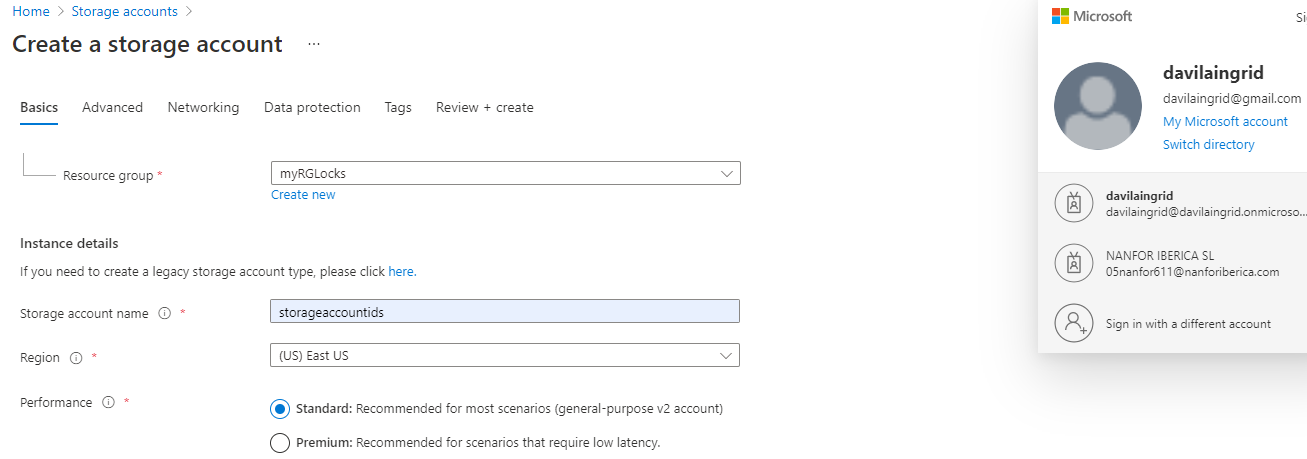 Home > Storage accounts >
Create a storage account ...
Basics Advanced Networking Data protection Tags Review + create
Resource group *
myRGLocks
Create new
Instance details
If you need to create a legacy storage account type, please click here.
Storage account name *
storageaccountids
Region *
(US) East US
Performance *
Standard: Recommended for most scenarios (general-purpose v2 account)
Premium: Recommended for scenarios that require low latency.
Microsoft
davilaingrid
davilaingrid@gmail.com
My Microsoft account
Switch directory
davilaingrid
davilaingrid@davilaingrid.onmicroso...
NANFOR IBERICA SL
05nanfor611@nanforiberica.com
Sign in with a different account